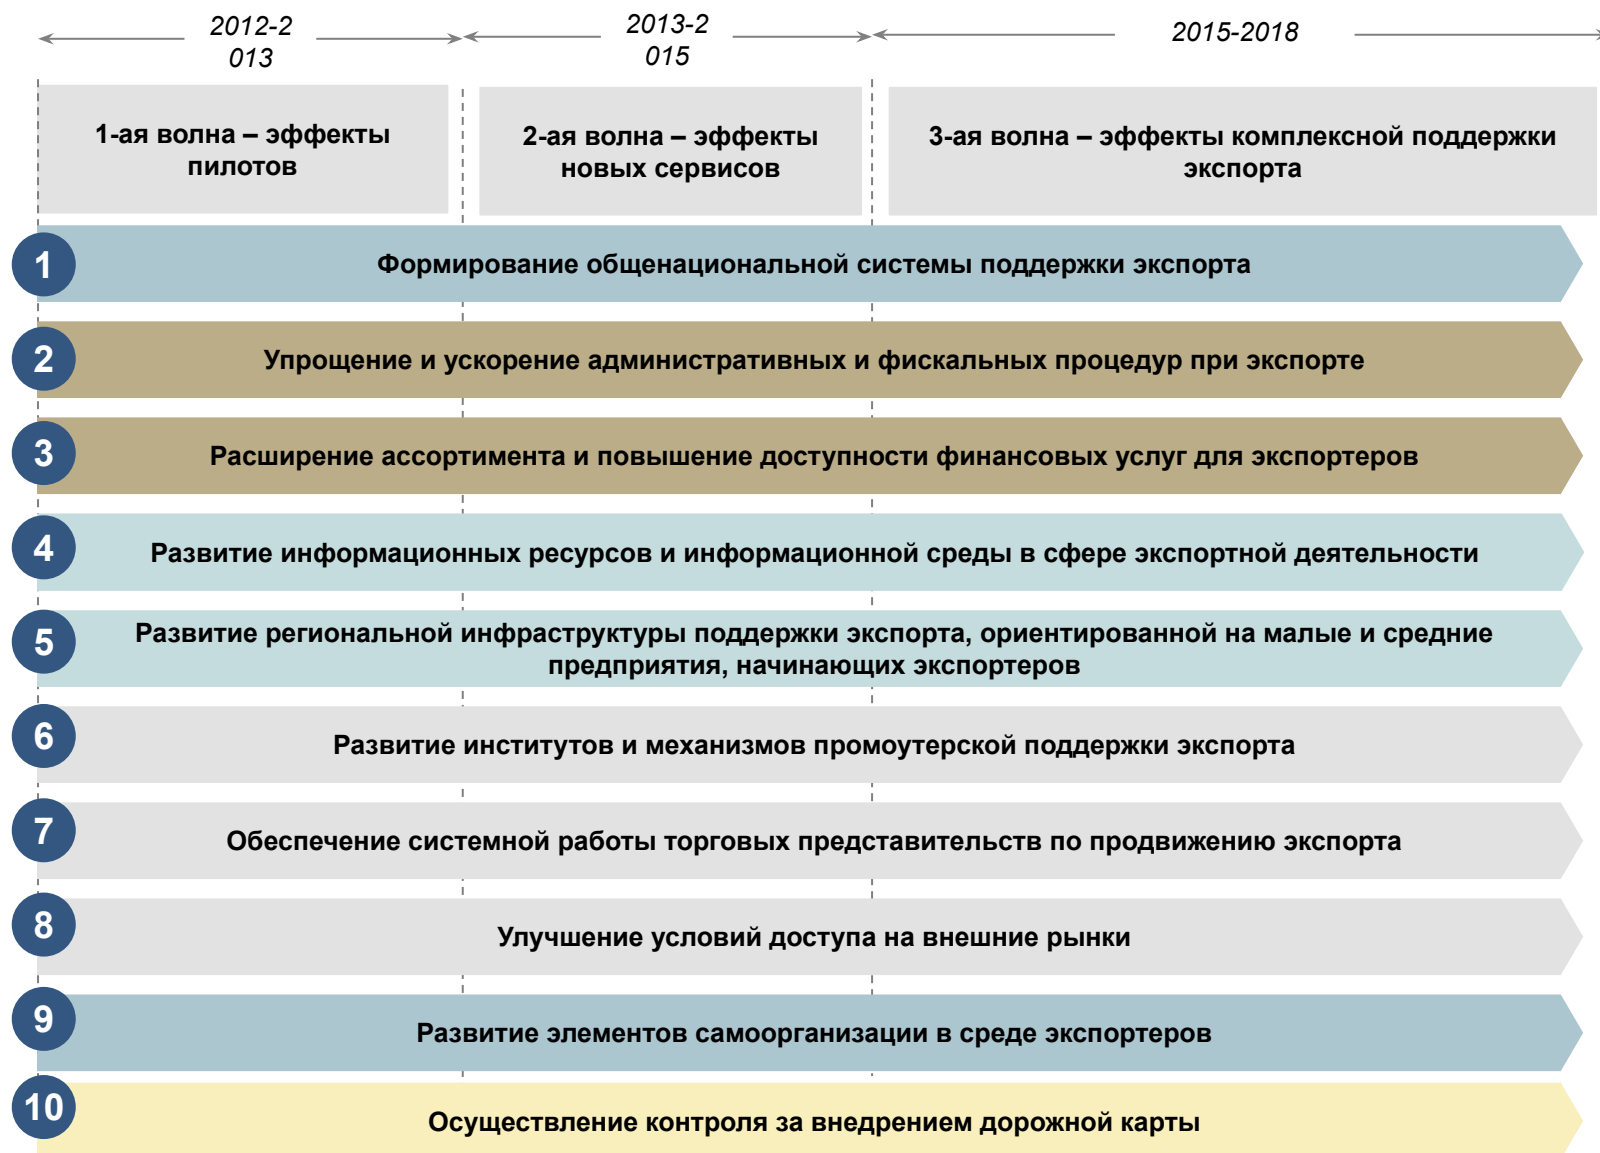 2012-2
013
2013-2
015
2015-2018
1-ая волна – эффекты
пилотов
2-ая волна – эффекты
новых сервисов
3-ая волна – эффекты комплексной поддержки
экспорта
1
Формирование общенациональной системы поддержки экспорта
2
Упрощение и ускорение административных и фискальных процедур при экспорте
3
Расширение ассортимента и повышение доступности финансовых услуг для экспортеров
4
Развитие информационных ресурсов и информационной среды в сфере экспортной деятельности
5
Развитие региональной инфраструктуры поддержки экспорта, ориентированной на малые и средние
предприятия, начинающих экспортеров
6
Развитие институтов и механизмов промоутерской поддержки экспорта
7
Обеспечение системной работы торговых представительств по продвижению экспорта
8
Улучшение условий доступа на внешние рынки
9
Развитие элементов самоорганизации в среде экспортеров
10
Осуществление контроля за внедрением дорожной карты